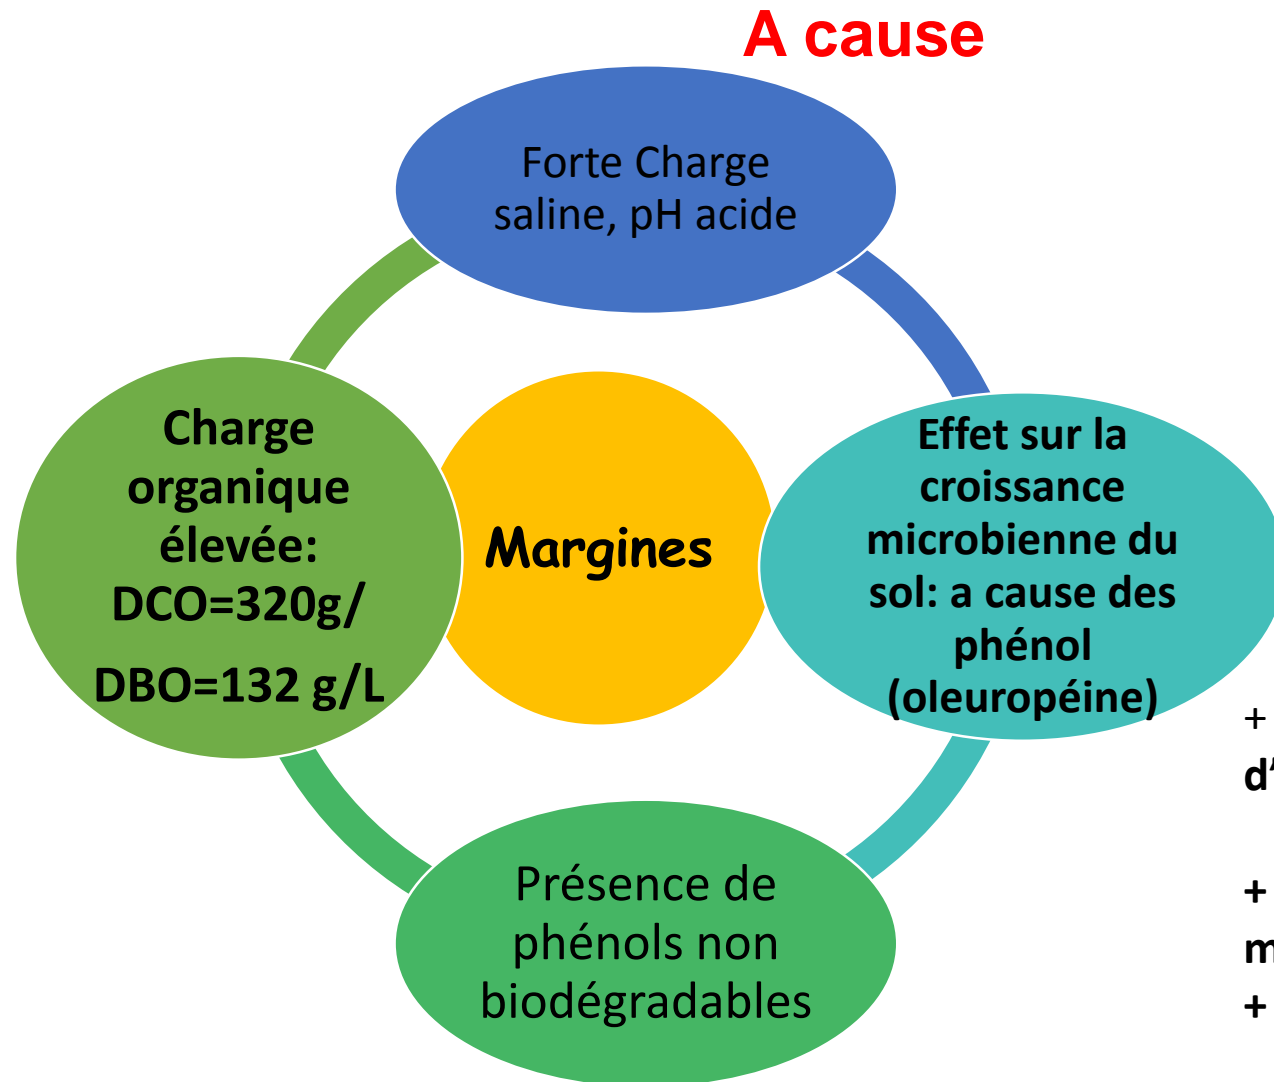 A cause
Forte Charge
saline, pH acide
Charge
organique
élevée:
DCO=320g/
DBO=132 g/L
Margines
Effet sur la
croissance
microbienne du
sol: a cause des
phénol
(oleuropéine)
Présence de
phénols non
biodégradables
+
d’
+
m
+